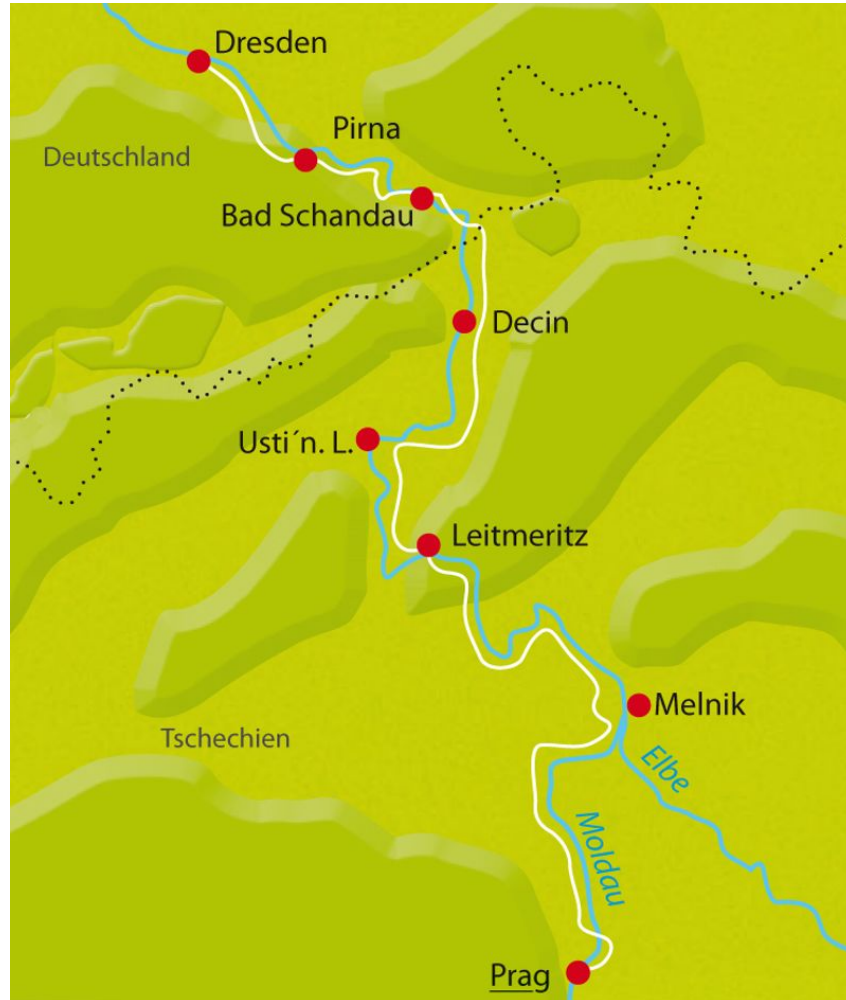 Dresden
Pirna
Deutschland
Bad Schandau
Decin
Usti´n. L.
Leitmeritz
Melnik
Tschechien
Elbe
Moldau
Prag